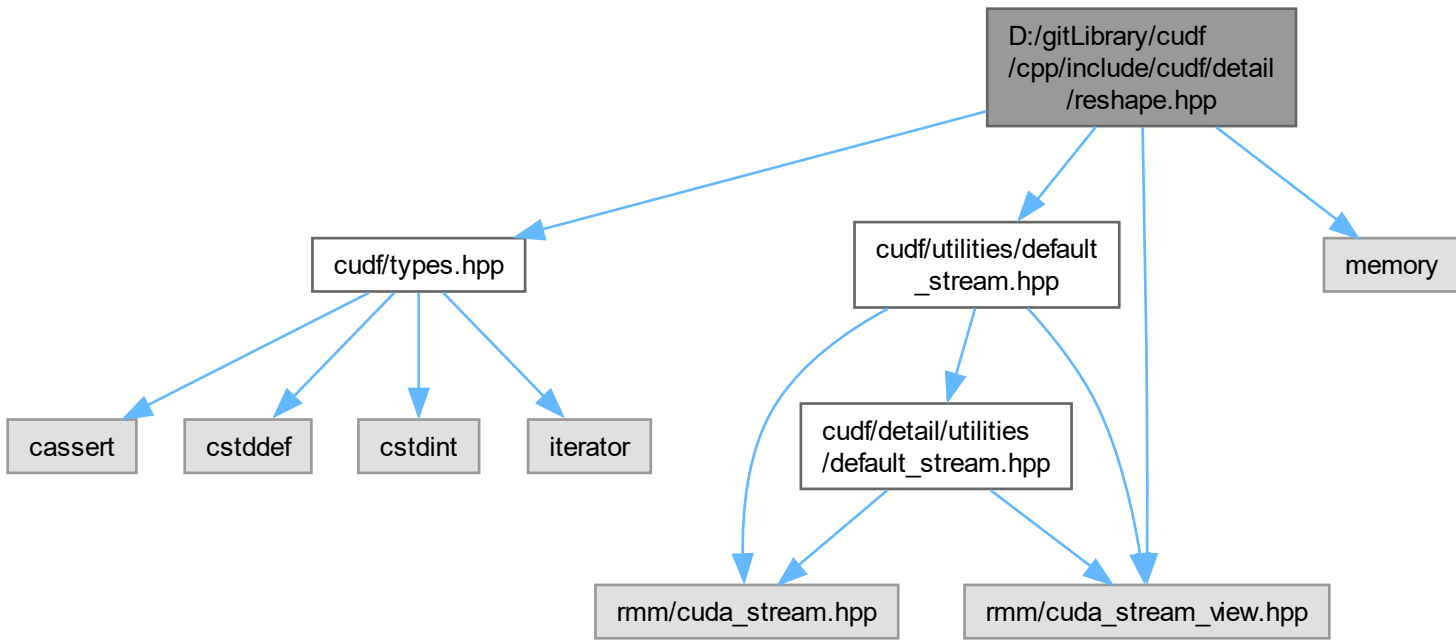 D:/gitLibrary/cudf
/cpp/include/cudf/detail
/reshape.hpp
cudf/types.hpp
cudf/utilities/default
_stream.hpp
memory
cassert
cstddef
cstdint
iterator
cudf/detail/utilities
/default_stream.hpp
rmm/cuda_stream.hpp
rmm/cuda_stream_view.hpp